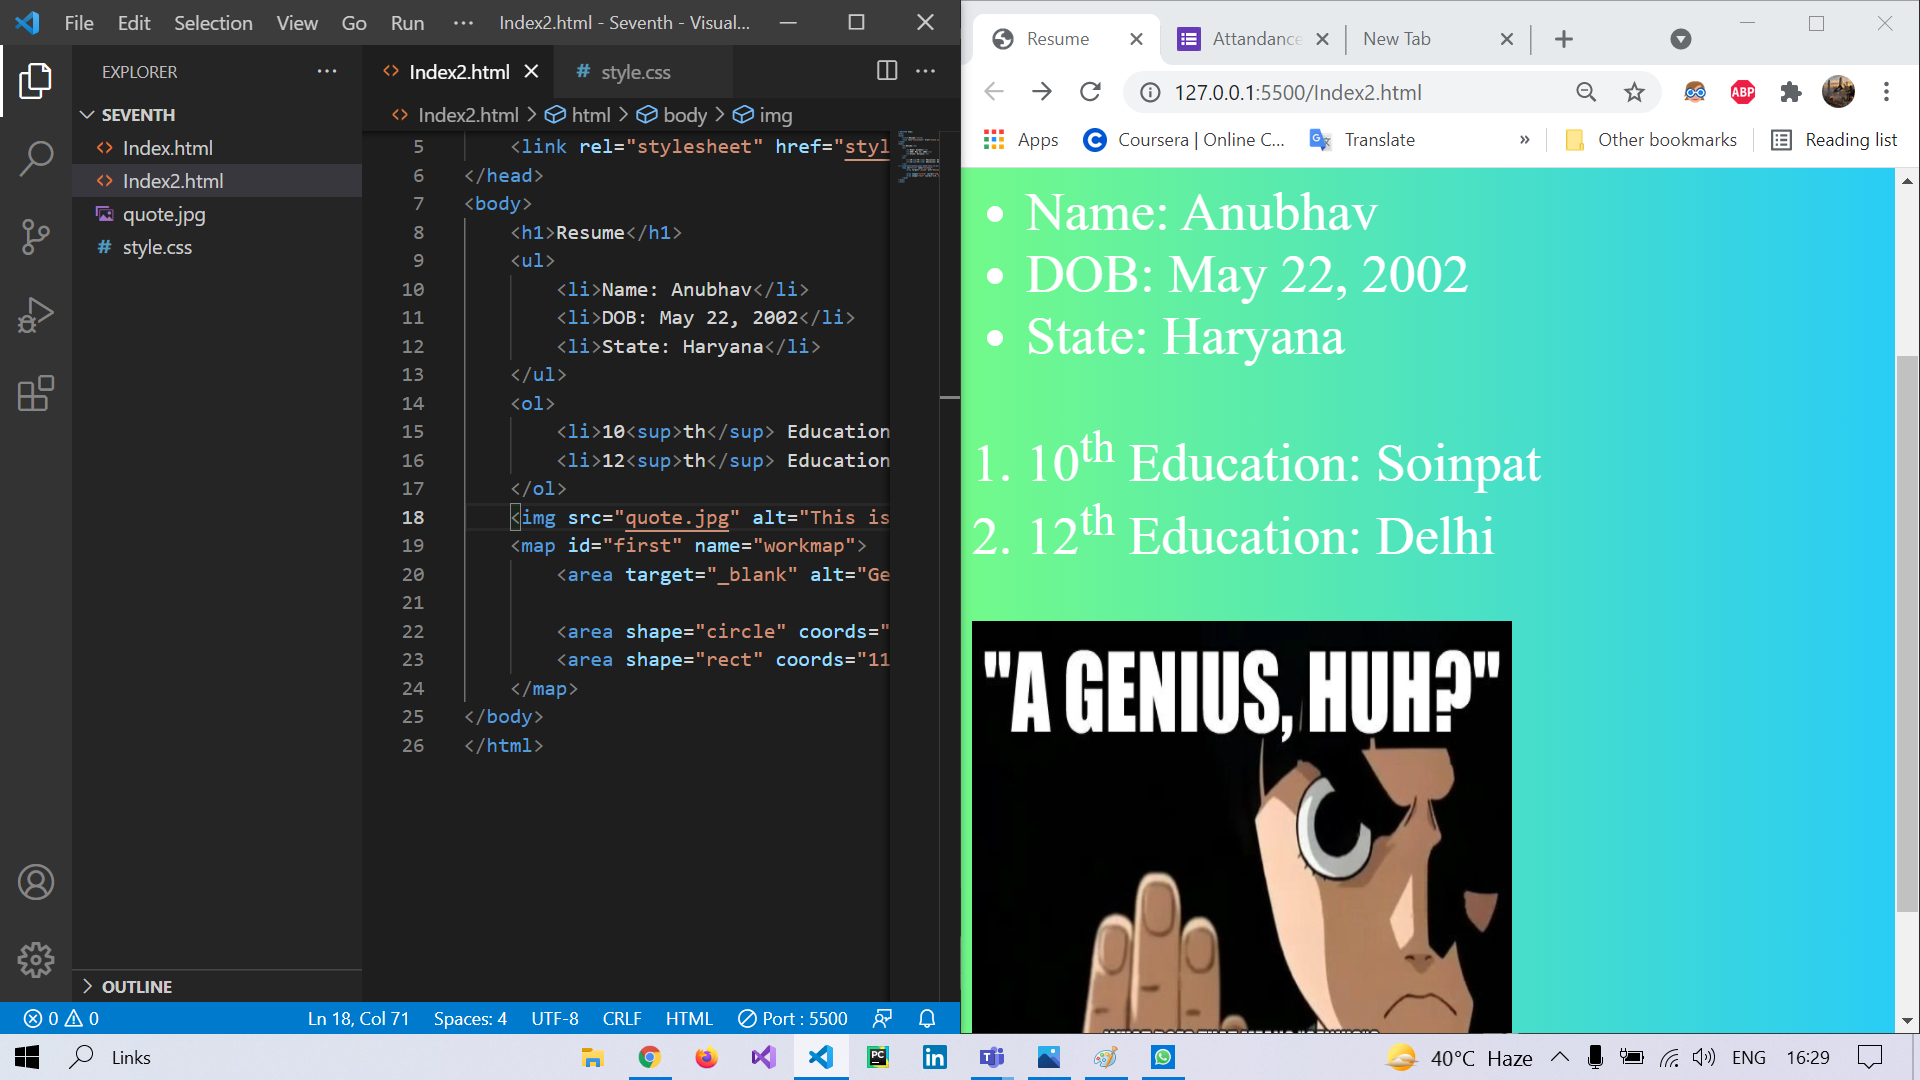 File Edit Selection View Go Run ··· Index2.html - Seventh - Visual...
EXPLORER ···
SEVENTH
Index.html
Index2.html
quote.jpg
style.css
OUTLINE
Index2.html
style.css
Index2.html > html > body > img
5 <link rel="stylesheet" href="styl
6 </head>
7 <body>
8 <h1>Resume</h1>
9 <ul>
10 <li>Name: Anubhav</li>
11 <li>DOB: May 22, 2002</li>
12 <li>State: Haryana</li>
13 </ul>
14 <ol>
15 <li>10<sup>th</sup> Education
16 <li>12<sup>th</sup> Education
17 </ol>
18 <img src="quote.jpg" alt="This is
19 <map id="first" name="workmap">
20 <area target="_blank" alt="Ge
21
22 <area shape="circle" coords="
23 <area shape="rect" coords="11
24 </map>
25 </body>
26 </html>
0 0 Ln 18, Col 71 Spaces: 4 UTF-8 CRLF HTML Port : 5500
Resume
Attandance
New Tab
127.0.0.1:5500/Index2.html
ABP
Apps Coursera | Online C... Translate » Other bookmarks Reading list
• Name: Anubhav
• DOB: May 22, 2002
• State: Haryana
1. 10th Education: Soinpat
2. 12th Education: Delhi
"A GENIUS, HUH?"
Links
40°C Haze ENG 16:29